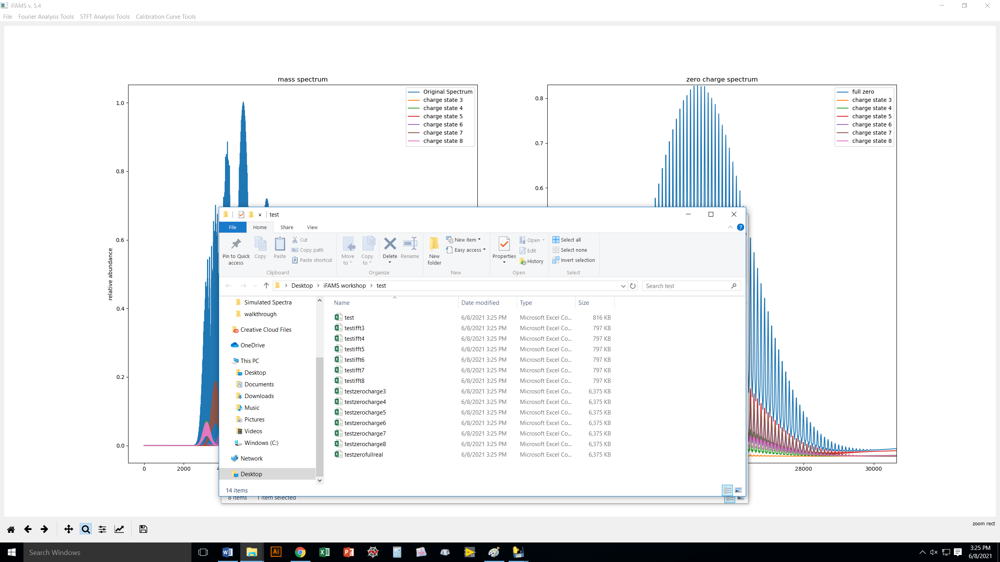 iFAMS v. 5.4
File Fourier Analysis Tools STFT Analysis Tools Calibration Curve Tools
mass spectrum
Original Spectrum
charge state 3
charge state 4
charge state 5
charge state 6
charge state 7
charge state 8
1.0
0.8
0.6
0.4
0.2
0.0
relative abundance
0 2000
zero charge spectrum
full zero
charge state 3
charge state 4
charge state 5
charge state 6
charge state 7
charge state 8
0.8
0.7
0.6
28000 30000
test
File Home Share View
Pin to Quick access
Copy
Paste
Cut
Copy path
Paste shortcut
Clipboard
Move to
Copy to
Delete
Rename
Organize
New folder
New item
Easy access
New
Properties
Open
Edit
History
Open
Select all
Select none
Invert selection
Select
Desktop iFAMS workshop test
Search test
Simulated Spectra
walkthrough
Creative Cloud Files
OneDrive
This PC
Desktop
Documents
Downloads
Music
Pictures
Videos
Windows (C:)
Network
Desktop
Name Date modified Type Size
test 6/8/2021 3:25 PM Microsoft Excel Co... 816 KB
testifft3 6/8/2021 3:25 PM Microsoft Excel Co... 797 KB
testifft4 6/8/2021 3:25 PM Microsoft Excel Co... 797 KB
testifft5 6/8/2021 3:25 PM Microsoft Excel Co... 797 KB
testifft6 6/8/2021 3:25 PM Microsoft Excel Co... 797 KB
testifft7 6/8/2021 3:25 PM Microsoft Excel Co... 797 KB
testifft8 6/8/2021 3:25 PM Microsoft Excel Co... 797 KB
testzerocharge3 6/8/2021 3:25 PM Microsoft Excel Co... 6,375 KB
testzerocharge4 6/8/2021 3:25 PM Microsoft Excel Co... 6,375 KB
testzerocharge5 6/8/2021 3:25 PM Microsoft Excel Co... 6,375 KB
testzerocharge6 6/8/2021 3:25 PM Microsoft Excel Co... 6,375 KB
testzerocharge7 6/8/2021 3:25 PM Microsoft Excel Co... 6,375 KB
testzerocharge8 6/8/2021 3:25 PM Microsoft Excel Co... 6,375 KB
testzerofullreal 6/8/2021 3:25 PM Microsoft Excel Co... 6,375 KB
14 items
8 items 1 item selected
zoom rect
Search Windows
3:25 PM
6/8/2021